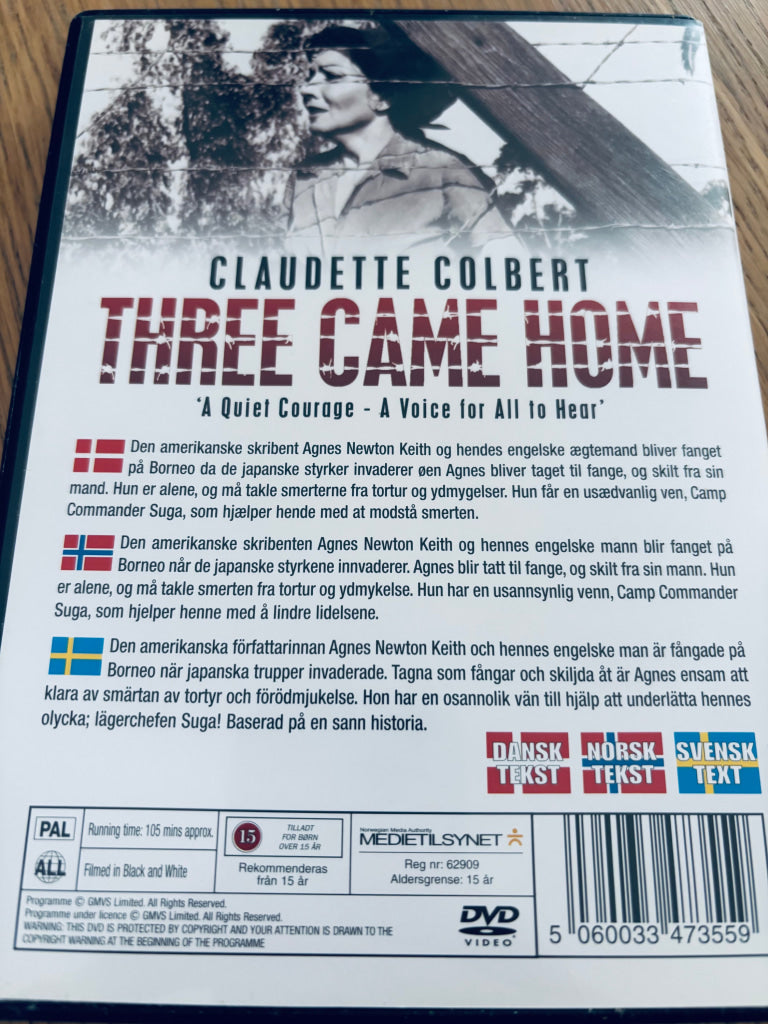 CLAUDETTE COLBERT
THREE CAME HOME
'A Quiet Courage - A Voice for All to Hear'
Den amerikanske skribent Agnes Newton Keith og hendes engelske ægtemand bliver fanget
på Borneo da de japanske styrker invaderer øen Agnes bliver taget til fange, og skilt fra sin
mand. Hun er alene, og må takle smerterne fra tortur og ydmygelser. Hun får en usædvanlig ven, Camp
Commander Suga, som hjælper hende med at modstå smerten.
Den amerikanske skribenten Agnes Newton Keith og hennes engelske mann blir fanget på
Borneo når de japanske styrkene innvaderer. Agnes blir tatt til fange, og skilt fra sin mann. Hun
er alene, og må takle smerten fra tortur og ydmykelse. Hun har en usannsynlig venn, Camp Commander
Suga, som hjelper henne med å lindre lidelsene.
Den amerikanska författarinnan Agnes Newton Keith och hennes engelske man är fångade på
Borneo när japanska trupper invaderade. Tagna som fångar och skiljda åt är Agnes ensam att
klara av smärtan av tortyr och förödmjukelse. Hon har en osannolik vän till hjälp att underlätta hennes
olycka; lägerchefen Suga! Baserad på en sann historia.
DANSK TEKST
NORSK TEKST
SVENSK TEXT
PAL
Running time: 105 mins approx.
ALL
Filmed in Black and White
15
TILLADT
FOR BØRN
OVER 15 ÅR
Rekommenderas
från 15 år
Norwegian Media Authority
MEDIETILSYNET
Reg nr: 62909
Aldersgrense: 15 år
Programme © GMVS Limited. All Rights Reserved.
Programme under licence © GMVS Limited. All Rights Reserved.
WARNING: THIS DVD IS PROTECTED BY COPYRIGHT AND YOUR ATTENTION IS DRAWN TO THE
COPYRIGHT WARNING AT THE BEGINNING OF THE PROGRAMME
DVD
VIDEO
5 060033 473559